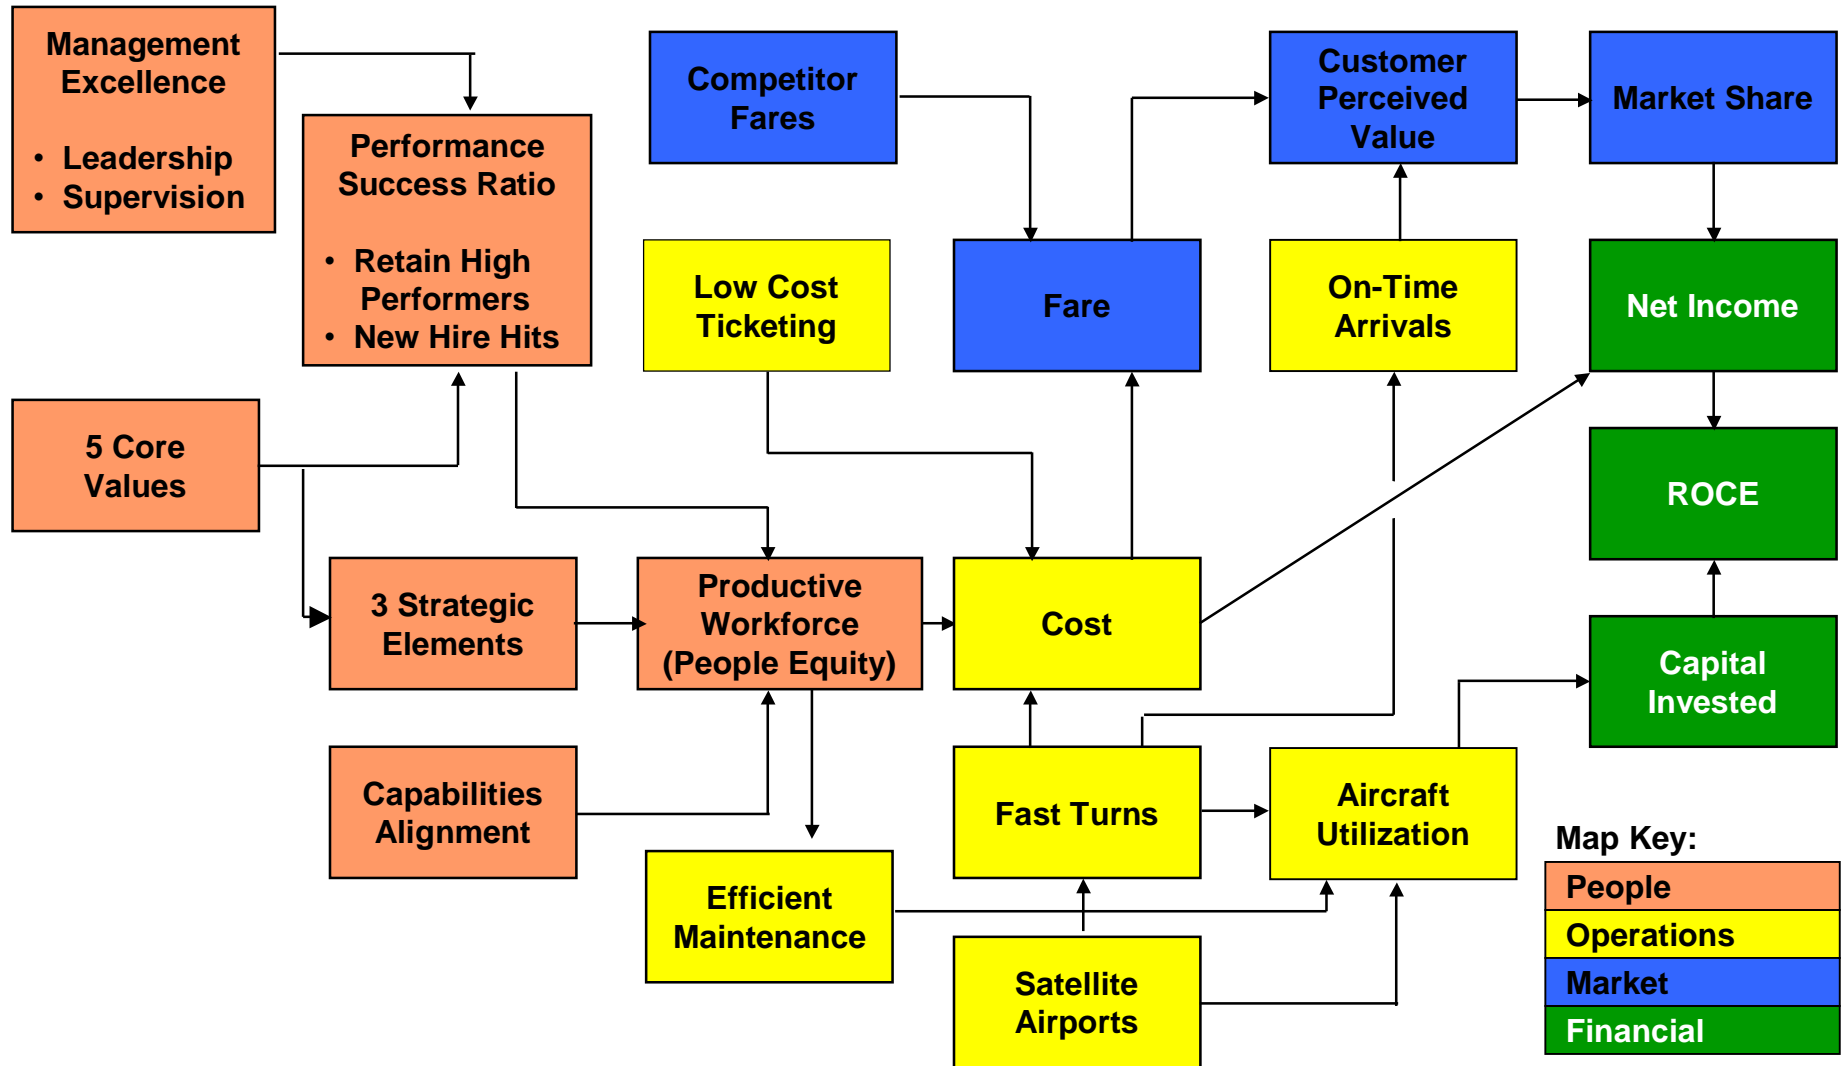 Management
Excellence
• Leadership
• Supervision
Performance
Success Ratio
• Retain High
Performers
• New Hire Hits
5 Core
Values
3 Strategic
Elements
Capabilities
Alignment
Competitor
Fares
Low Cost
Ticketing
Productive
Workforce
(People Equity)
Efficient
Maintenance
Fare
Cost
Fast Turns
Satellite
Airports
Customer
Perceived
Value
On-Time
Arrivals
Aircraft
Utilization
Market Share
Net Income
ROCE
Capital
Invested
Map Key:
People
Operations
Market
Financial